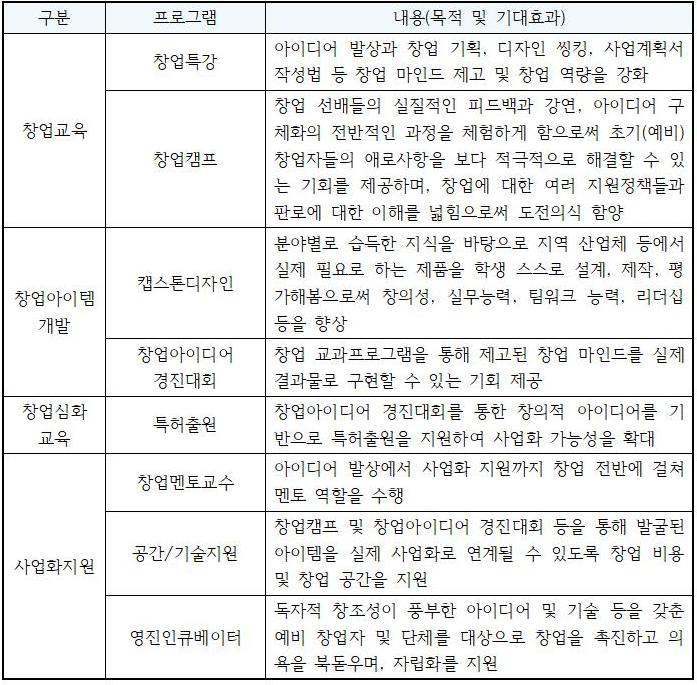 구분
프로그램
내용(목적 및 기대효과)
창업교육
창업특강
아이디어 발상과 창업 기획, 디자인 씽킹, 사업계획서
작성법 등 창업 마인드 제고 및 창업 역량을 강화
창업캠프
창업 선배들의 실질적인 피드백과 강연, 아이디어 구
체화의 전반적인 과정을 체험하게 함으로써 초기(예비)
창업자들의 애로사항을 보다 적극적으로 해결할 수 있
는 기회를 제공하며, 창업에 대한 여러 지원정책들과
판로에 대한 이해를 넓힘으로써 도전의식 함양
창업아이템
개발
캡스톤디자인
분야별로 습득한 지식을 바탕으로 지역 산업체 등에서
실제 필요로 하는 제품을 학생 스스로 설계, 제작, 평
가해봄으로써 창의성, 실무능력, 팀워크 능력, 리더십
등을 향상
창업아이디어
경진대회
창업 교과프로그램을 통해 제고된 창업 마인드를 실제
결과물로 구현할 수 있는 기회 제공
창업심화
교육
특허출원
창업아이디어 경진대회를 통한 창의적 아이디어를 기
반으로 특허출원을 지원하여 사업화 가능성을 확대
사업화지원
창업멘토교수
아이디어 발상에서 사업화 지원까지 창업 전반에 걸쳐
멘토 역할을 수행
공간/기술지원
창업캠프 및 창업아이디어 경진대회 등을 통해 발굴된
아이템을 실제 사업화로 연계될 수 있도록 창업 비용
및 창업 공간을 지원
영진인큐베이터
독자적 창조성이 풍부한 아이디어 및 기술 등을 갖춘
예비 창업자 및 단체를 대상으로 창업을 촉진하고 의
욕을 북돋우며, 자립화를 지원